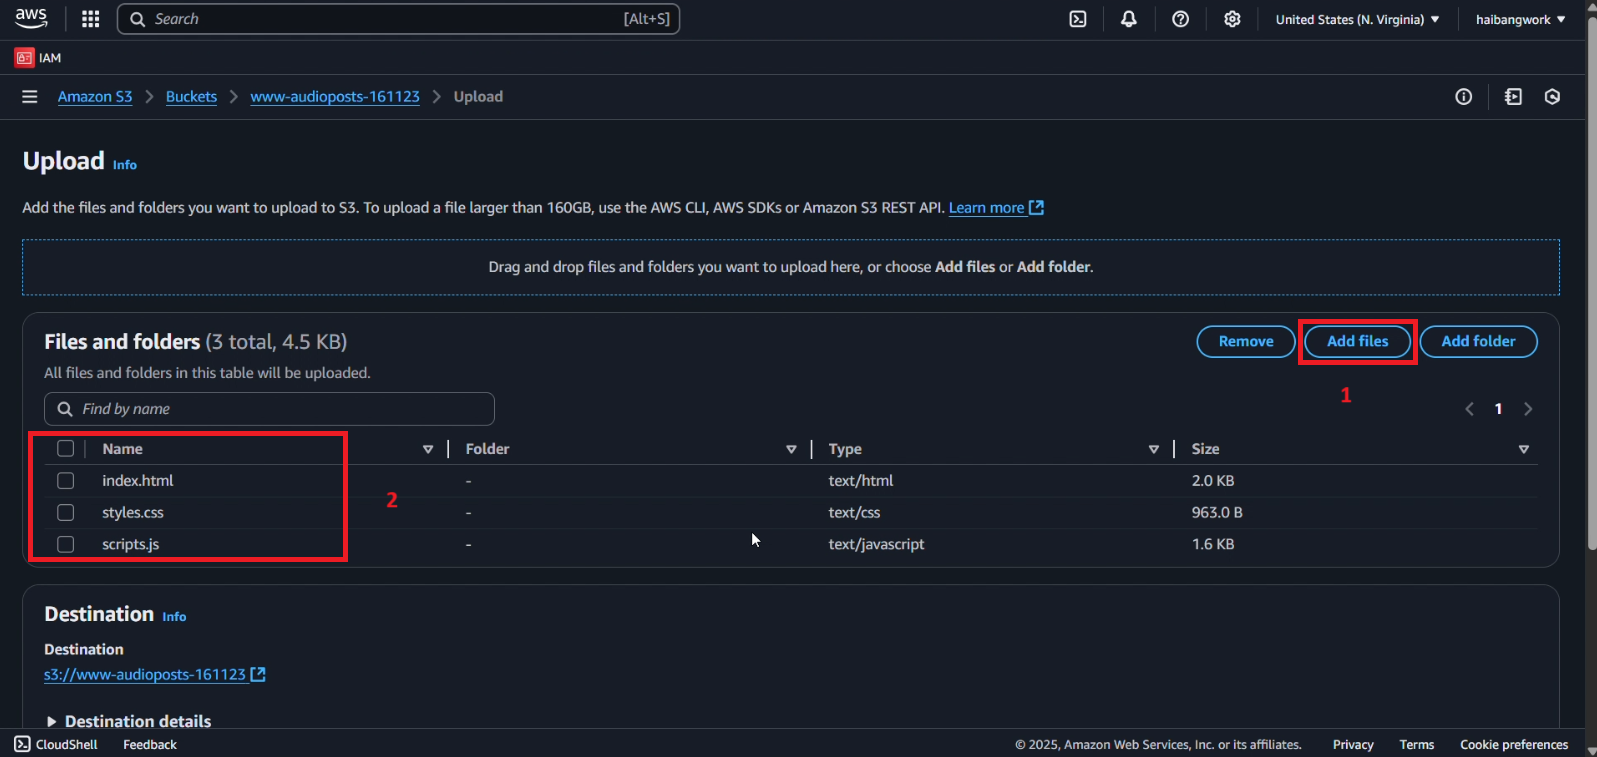 aws Search [Alt+S] United States (N. Virginia) haibangwork
IAM
Amazon S3 > Buckets > www-audioposts-161123 > Upload
Upload Info
Add the files and folders you want to upload to S3. To upload a file larger than 160GB, use the AWS CLI, AWS SDKs or Amazon S3 REST API. Learn more
Drag and drop files and folders you want to upload here, or choose Add files or Add folder.
Files and folders (3 total, 4.5 KB) Remove Add files Add folder
All files and folders in this table will be uploaded.
1
Find by name < 1 >
Name Folder Type Size
index.html - text/html 2.0 KB
2
styles.css - text/css 963.0 B
scripts.js - text/javascript 1.6 KB
Destination Info
Destination
s3://www-audioposts-161123
Destination details
CloudShell Feedback © 2025, Amazon Web Services, Inc. or its affiliates. Privacy Terms Cookie preferences